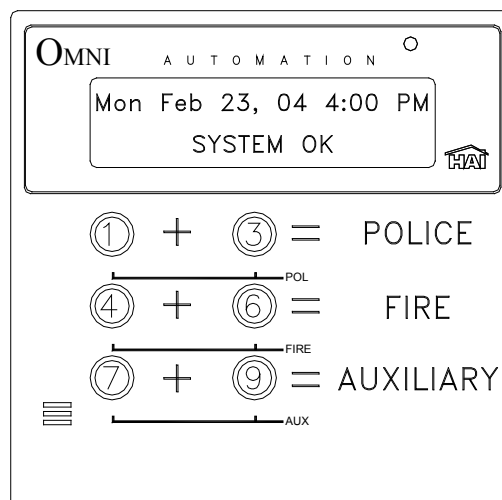 OMNI AUTOMATION
Mon Feb 23, 04 4:00 PM
SYSTEM OK
HAI
1 + 3 = POLICE
POL
4 + 6 = FIRE
FIRE
7 + 9 = AUXILIARY
AUX